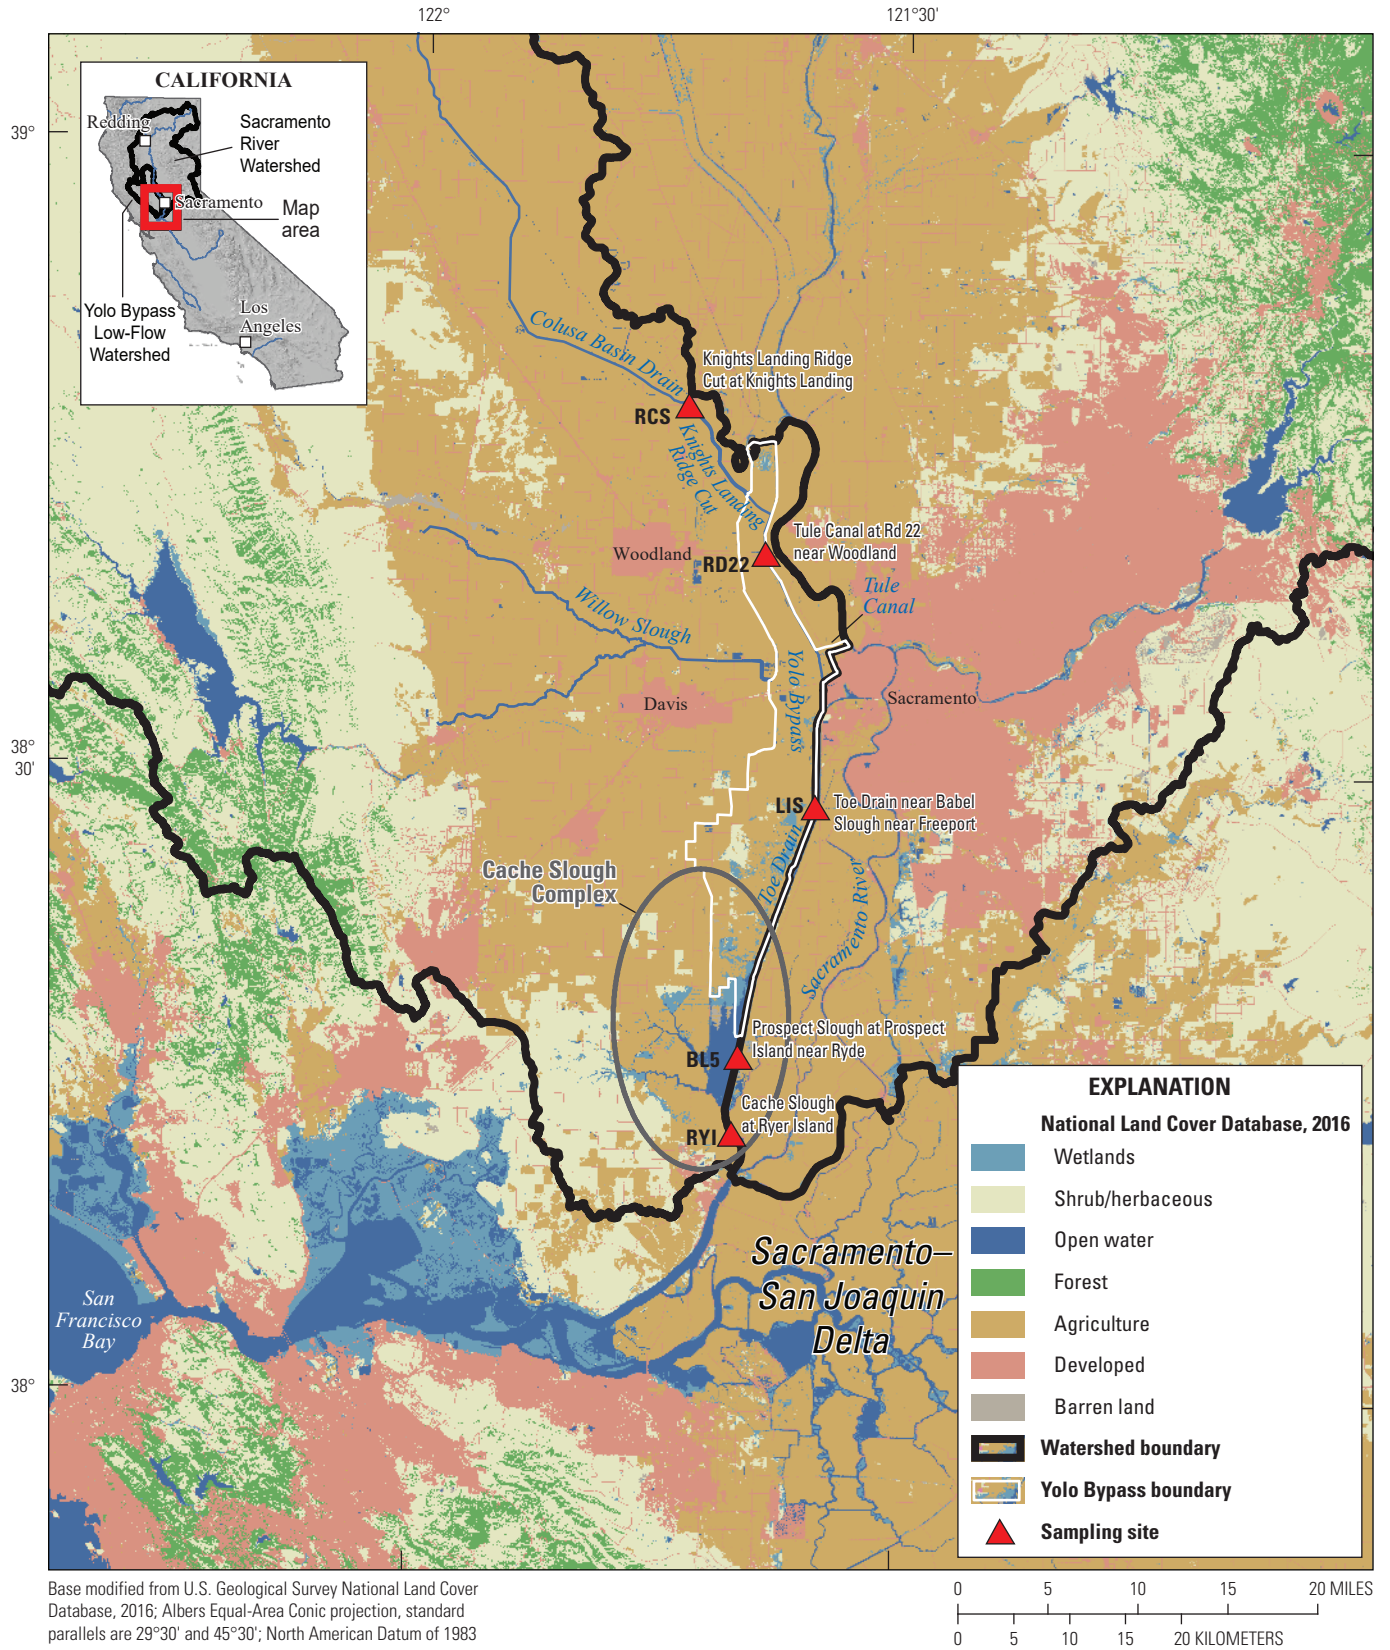 122°
121°30'
39°
38°
30'
38°
CALIFORNIA
Redding
Sacramento
River
Watershed
Sacramento
Map
area
Yolo Bypass
Low-Flow
Watershed
Los
Angeles
Colusa Basin Drain
Knights Landing Ridge
Cut at Knights Landing
RCS
Knights Landing
Ridge Cut
Woodland
Tule Canal at Rd 22
near Woodland
RD22
Tule
Canal
Willow Slough
Yolo Bypass
Davis
Sacramento
LIS
Toe Drain near Babel
Slough near Freeport
Toe Drain
Cache Slough
Complex
Sacramento River
Prospect Slough at Prospect
Island near Ryde
BL5
Cache Slough
at Ryer Island
RYI
San
Francisco
Bay
Sacramento–
San Joaquin
Delta
EXPLANATION
National Land Cover Database, 2016
Wetlands
Shrub/herbaceous
Open water
Forest
Agriculture
Developed
Barren land
Watershed boundary
Yolo Bypass boundary
Sampling site
Base modified from U.S. Geological Survey National Land Cover
Database, 2016; Albers Equal-Area Conic projection, standard
parallels are 29°30' and 45°30'; North American Datum of 1983
0 5 10 15 20 MILES
0 5 10 15 20 KILOMETERS